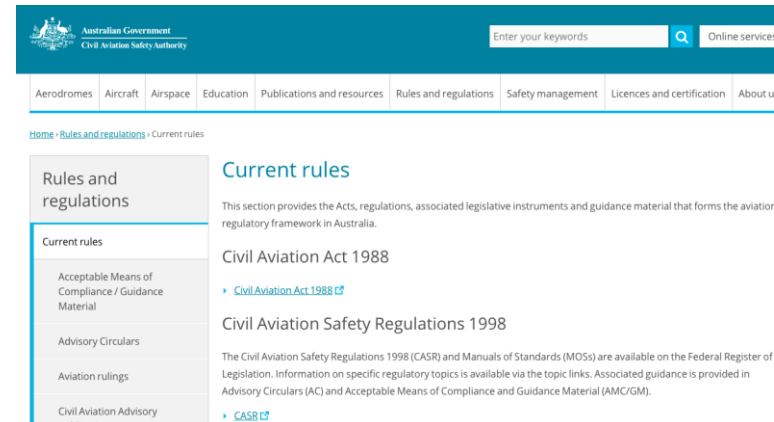 Australian Government
Civil Aviation Safety Authority
Enter your keywords
Online services
Aerodromes
Aircraft
Airspace
Education
Publications and resources
Rules and regulations
Safety management
Licences and certification
About u
Home › Rules and regulations › Current rules
Rules and
regulations
Current rules
Acceptable Means of
Compliance / Guidance
Material
Advisory Circulars
Aviation rulings
Civil Aviation Advisory
Current rules
This section provides the Acts, regulations, associated legislative instruments and guidance material that forms the aviation
regulatory framework in Australia.
Civil Aviation Act 1988
Civil Aviation Act 1988
Civil Aviation Safety Regulations 1998
The Civil Aviation Safety Regulations 1998 (CASR) and Manuals of Standards (MOSs) are available on the Federal Register of
Legislation. Information on specific regulatory topics is available via the topic links. Associated guidance is provided in
Advisory Circulars (AC) and Acceptable Means of Compliance and Guidance Material (AMC/GM).
CASR